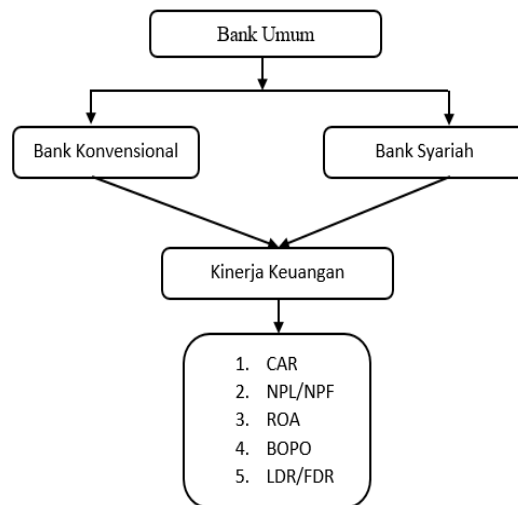 Bank Umum
Bank Konvensional
Bank Syariah
Kinerja Keuangan
1. CAR
2. NPL/NPF
3. ROA
4. BOPO
5. LDR/FDR